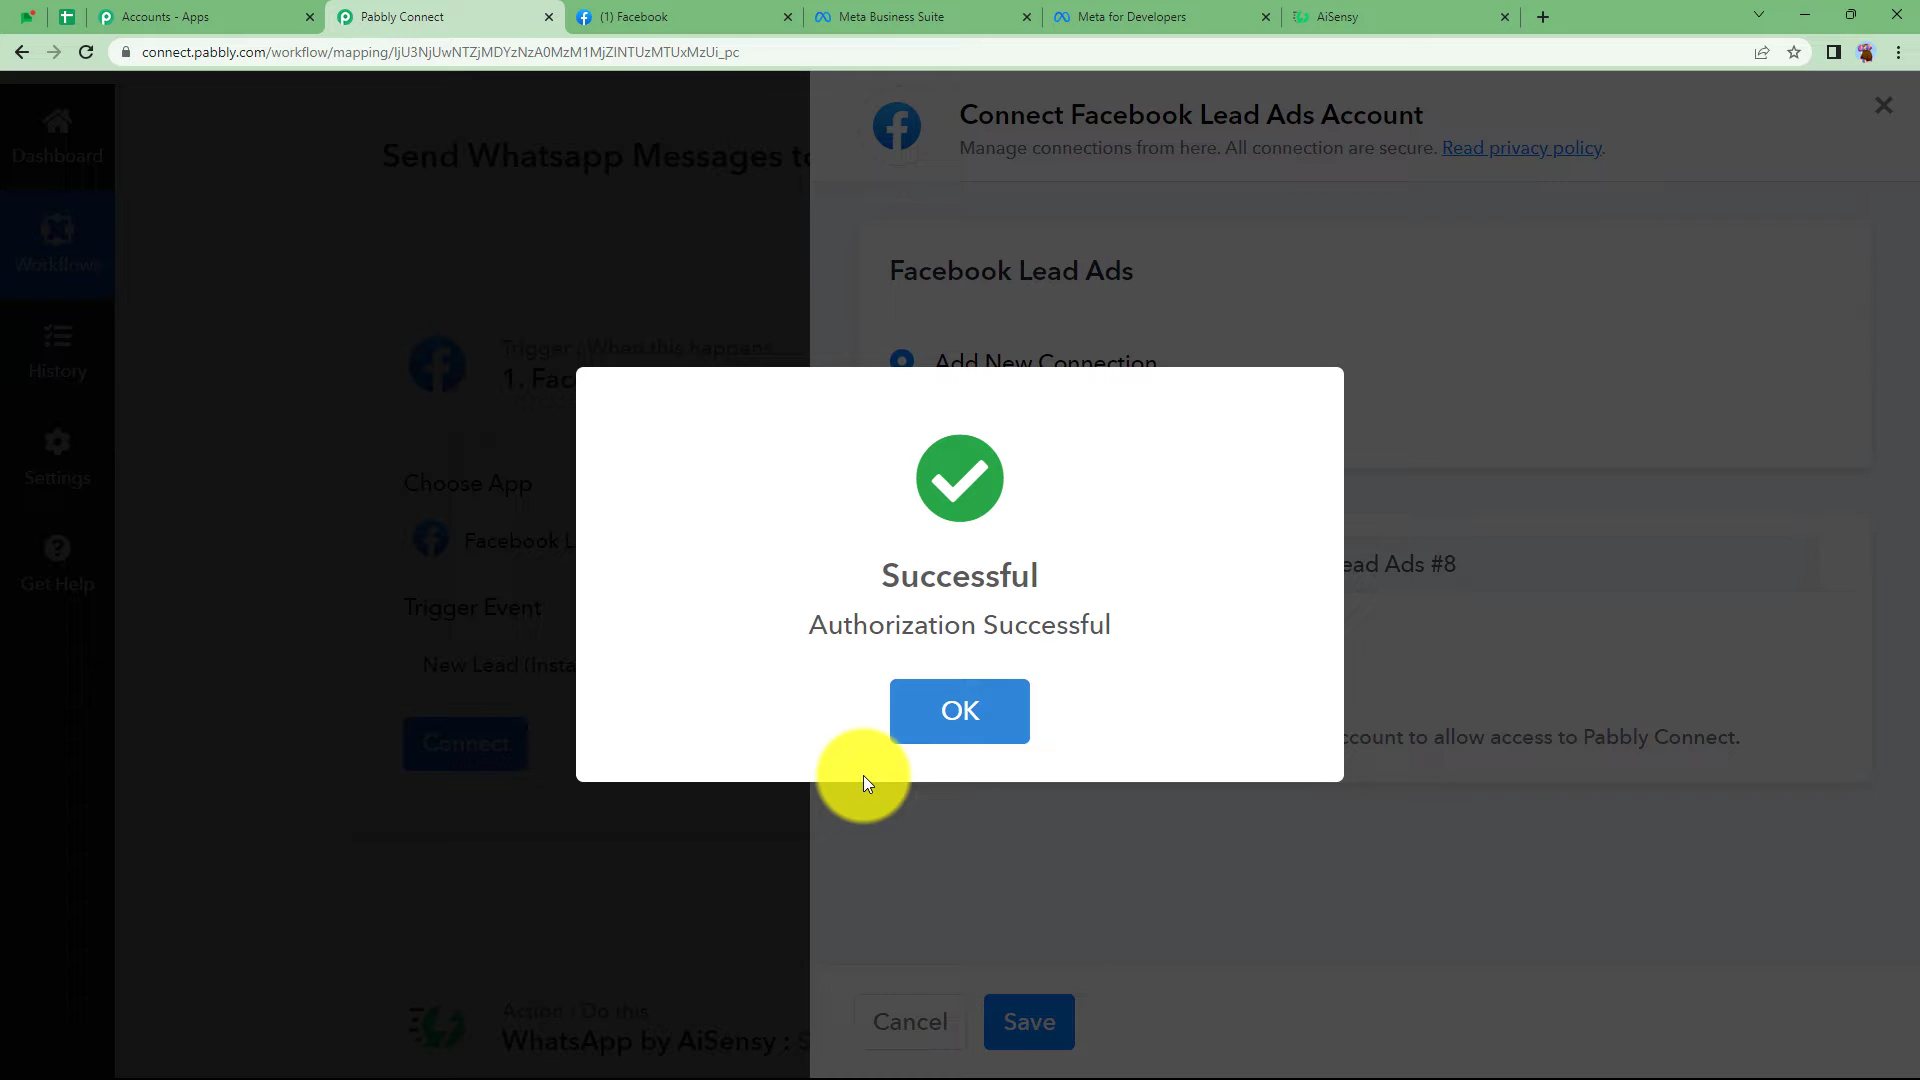 Accounts - Apps
Pabbly Connect
(1) Facebook
Meta Business Suite
Meta for Developers
AiSensy
connect.pabbly.com/workflow/mapping/IjU3NjUwNTZjMDYzNzA0MzM1MjZlNTUzMTUxMzUi_pc
Dashboard
Workflows
History
Settings
Get Help
Send Whatsapp Messages to
Trigger : When this happens...
1. Fac
Choose App
Facebook L
Trigger Event
New Lead (Insta
Connect
Action : Do this
WhatsApp by AiSensy : S
Connect Facebook Lead Ads Account
Manage connections from here. All connection are secure. Read privacy policy.
Facebook Lead Ads
Add New Connection
ead Ads #8
ccount to allow access to Pabbly Connect.
Successful
Authorization Successful
OK
Cancel
Save